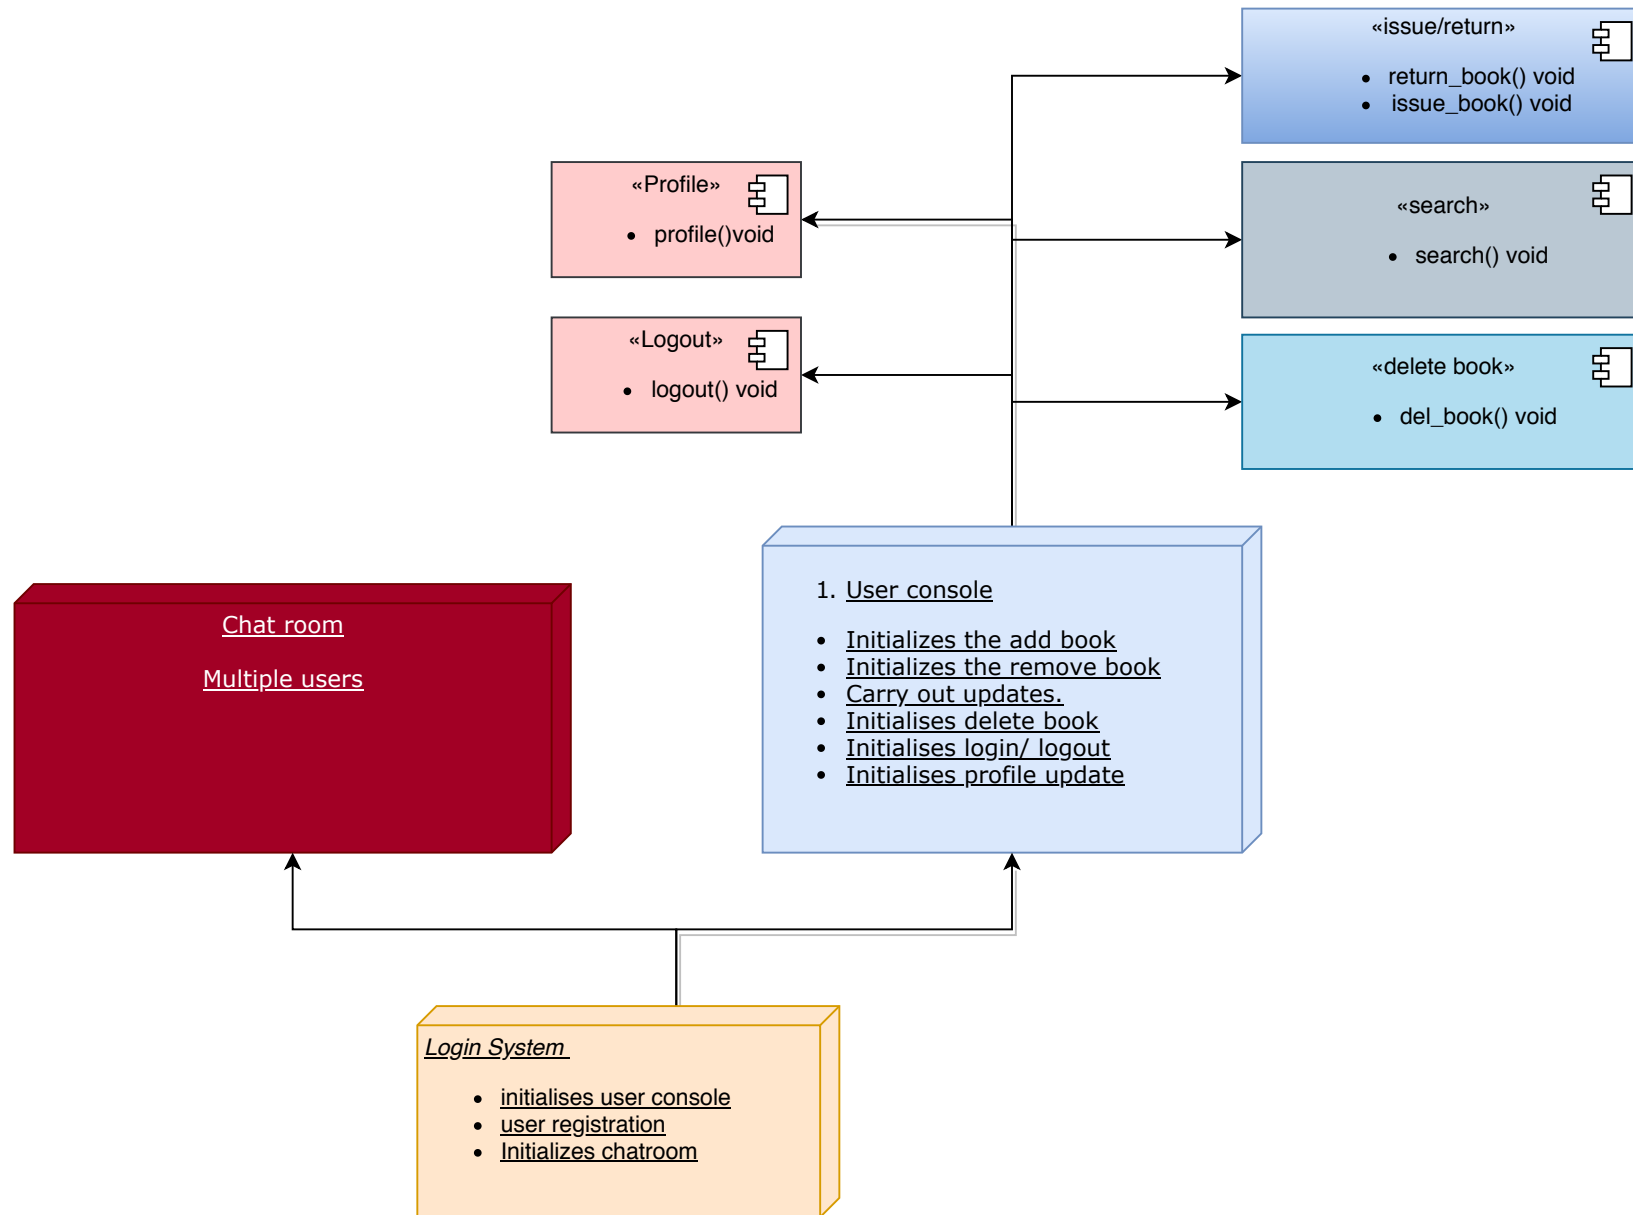 «issue/return»
• return_book() void
• issue_book() void
«Profile»
• profile()void
«search»
• search() void
«Logout»
• logout() void
«delete book»
• del_book() void
1. User console
• Initializes the add book
• Initializes the remove book
• Carry out updates.
• Initialises delete book
• Initialises login/ logout
• Initialises profile update
Chat room
Multiple users
Login System
• initialises user console
• user registration
• Initializes chatroom